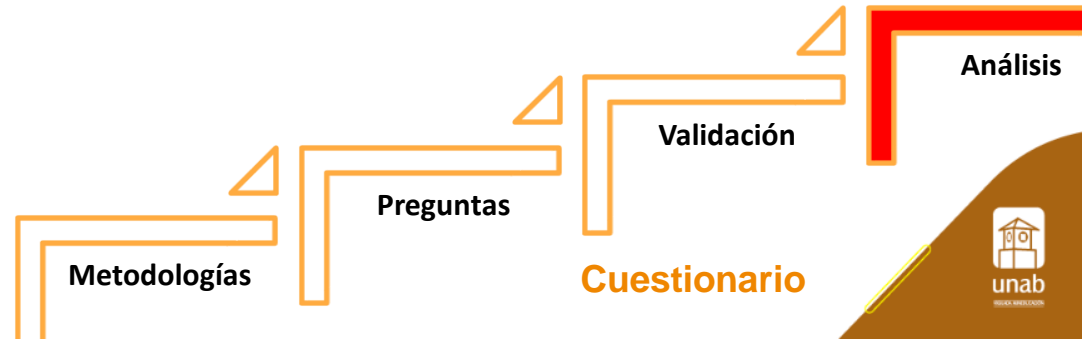 Análisis
Validación
Preguntas
Metodologías
Cuestionario
unab